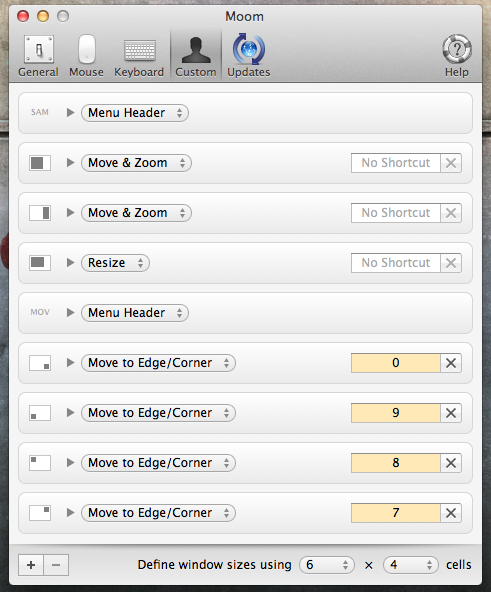 Moom
General Mouse Keyboard Custom Updates Help
SAM Menu Header
Move & Zoom No Shortcut
Move & Zoom No Shortcut
Resize No Shortcut
MOV Menu Header
Move to Edge/Corner 0
Move to Edge/Corner 9
Move to Edge/Corner 8
Move to Edge/Corner 7
+ − Define window sizes using 6 × 4 cells